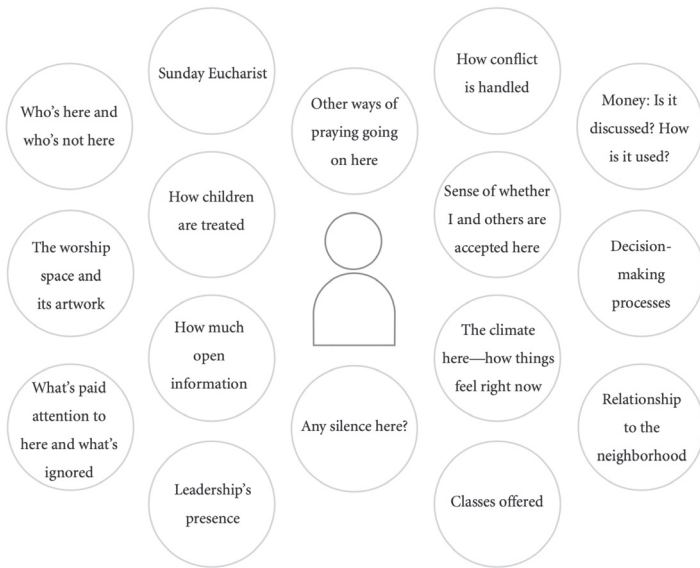 Sunday Eucharist
How conflict
is handled
Who’s here and
who’s not here
Other ways of
praying going
on here
Money: Is it
discussed? How
is it used?
How children
are treated
Sense of whether
I and others are
accepted here
The worship
space and
its artwork
Decision-
making
processes
How much
open
information
The climate
here—how things
feel right now
What’s paid
attention to
here and what’s
ignored
Any silence here?
Relationship
to the
neighborhood
Leadership’s
presence
Classes offered